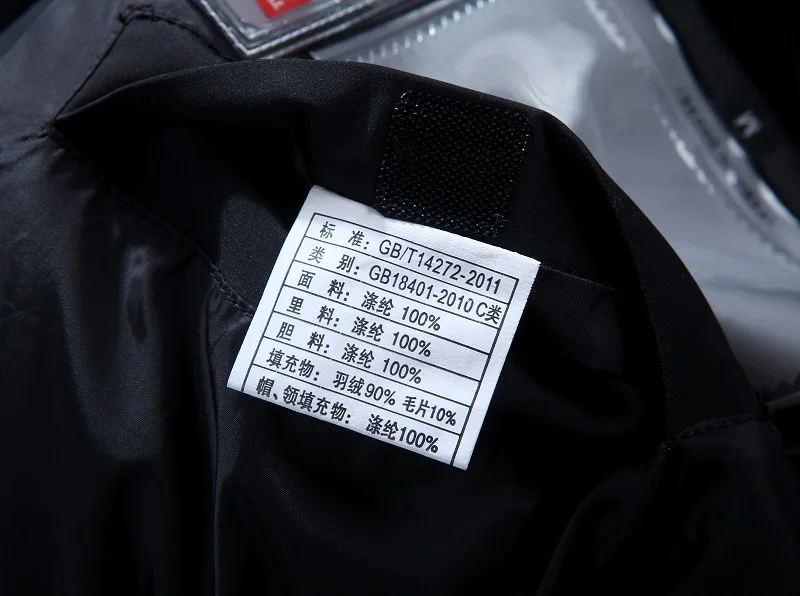 标 准：GB/T14272-2011
类 别：GB18401-2010 C类
面 料：涤纶 100%
里 料：涤纶 100%
胆 料：涤纶 100%
填充物：羽绒90% 毛片10%
帽、领填充物：涤纶100%
M